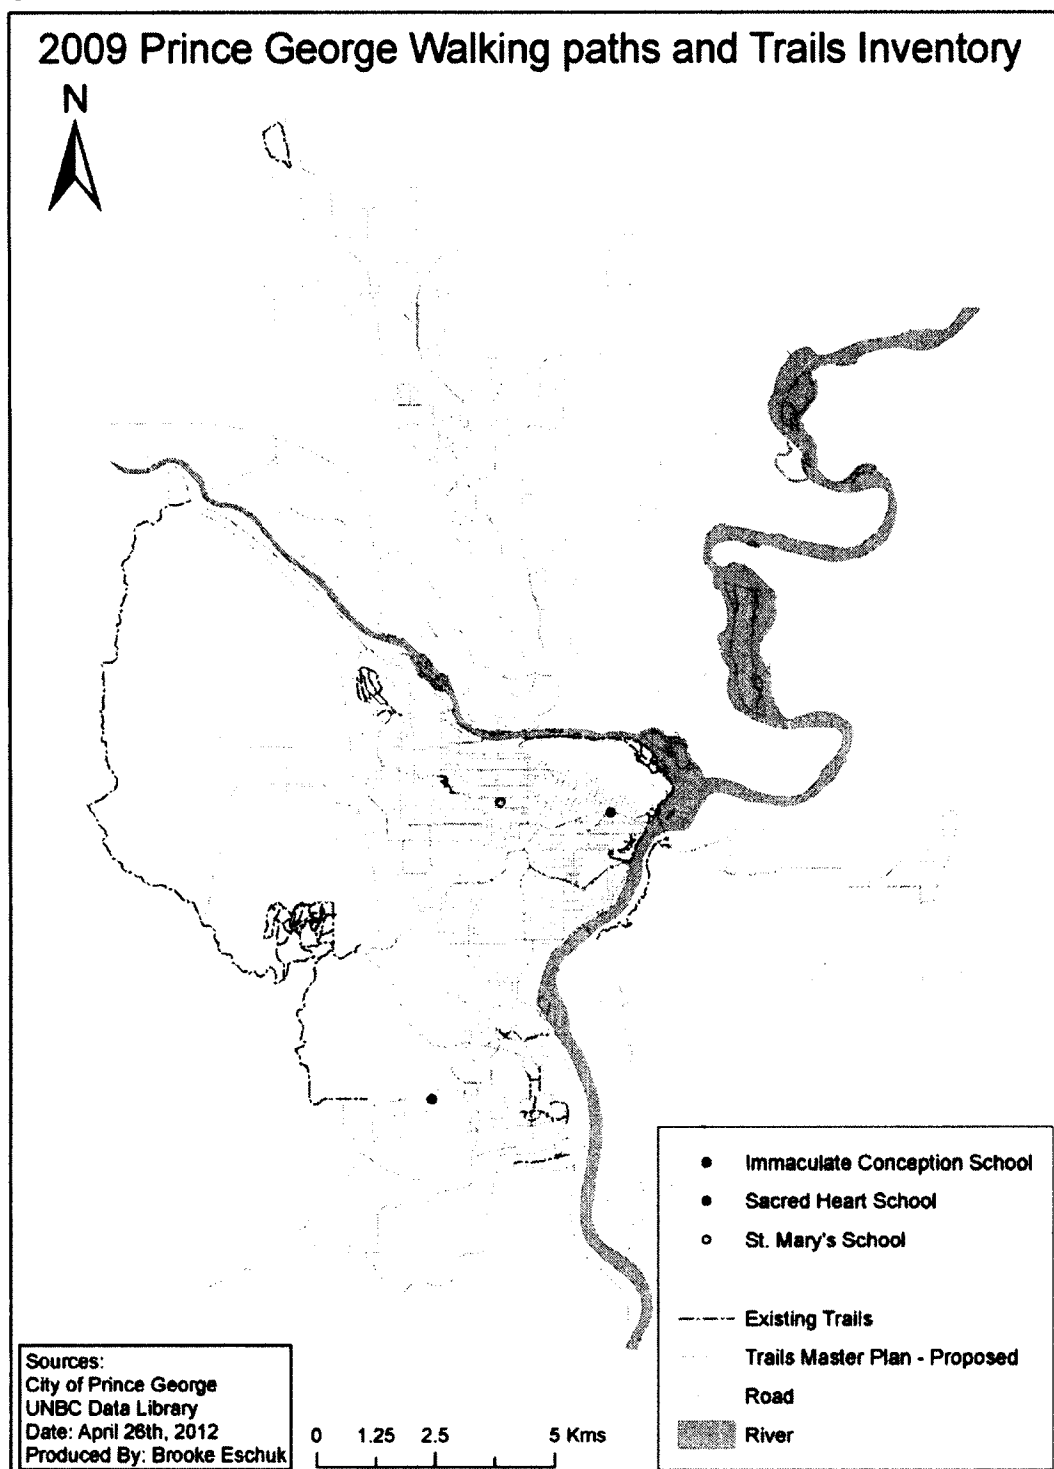 2009 Prince George Walking paths and Trails Inventory
N
Immaculate Conception School
Sacred Heart School
St. Mary's School
Existing Trails
Trails Master Plan - Proposed
Road
River
Sources:
City of Prince George
UNBC Data Library
Date: April 26th, 2012
Produced By: Brooke Eschuk
0 1.25 2.5 5 Kms